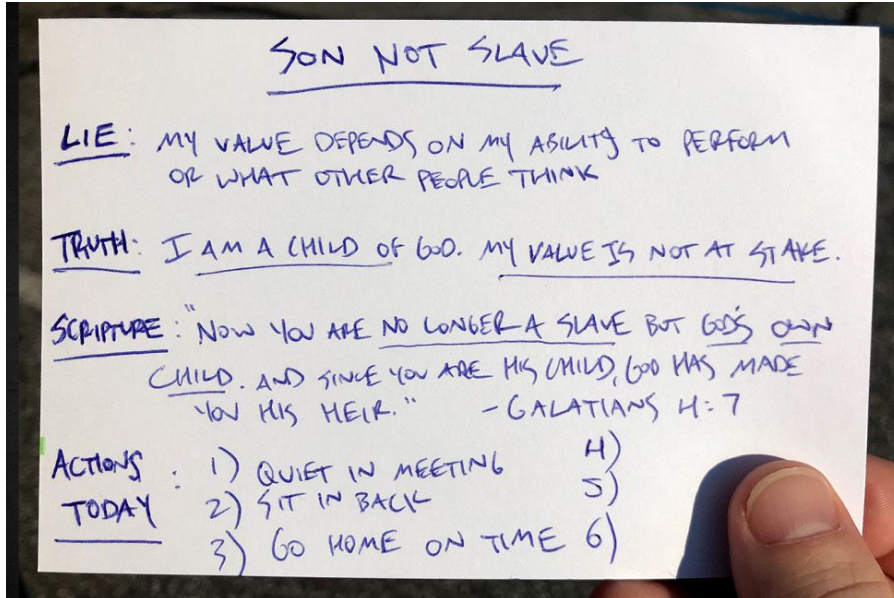 SON NOT SLAVE
LIE: MY VALUE DEPENDS ON MY ABILITY TO PERFORM
OR WHAT OTHER PEOPLE THINK
TRUTH: I AM A CHILD OF GOD. MY VALUE IS NOT AT STAKE.
SCRIPTURE: "NOW YOU ARE NO LONGER A SLAVE BUT GOD'S OWN
CHILD. AND SINCE YOU ARE HIS CHILD, GOD HAS MADE
YOU HIS HEIR." - GALATIANS 4:7
ACTIONS TODAY: 1) QUIET IN MEETING
2) SIT IN BACK
3) GO HOME ON TIME
4)
5)
6)